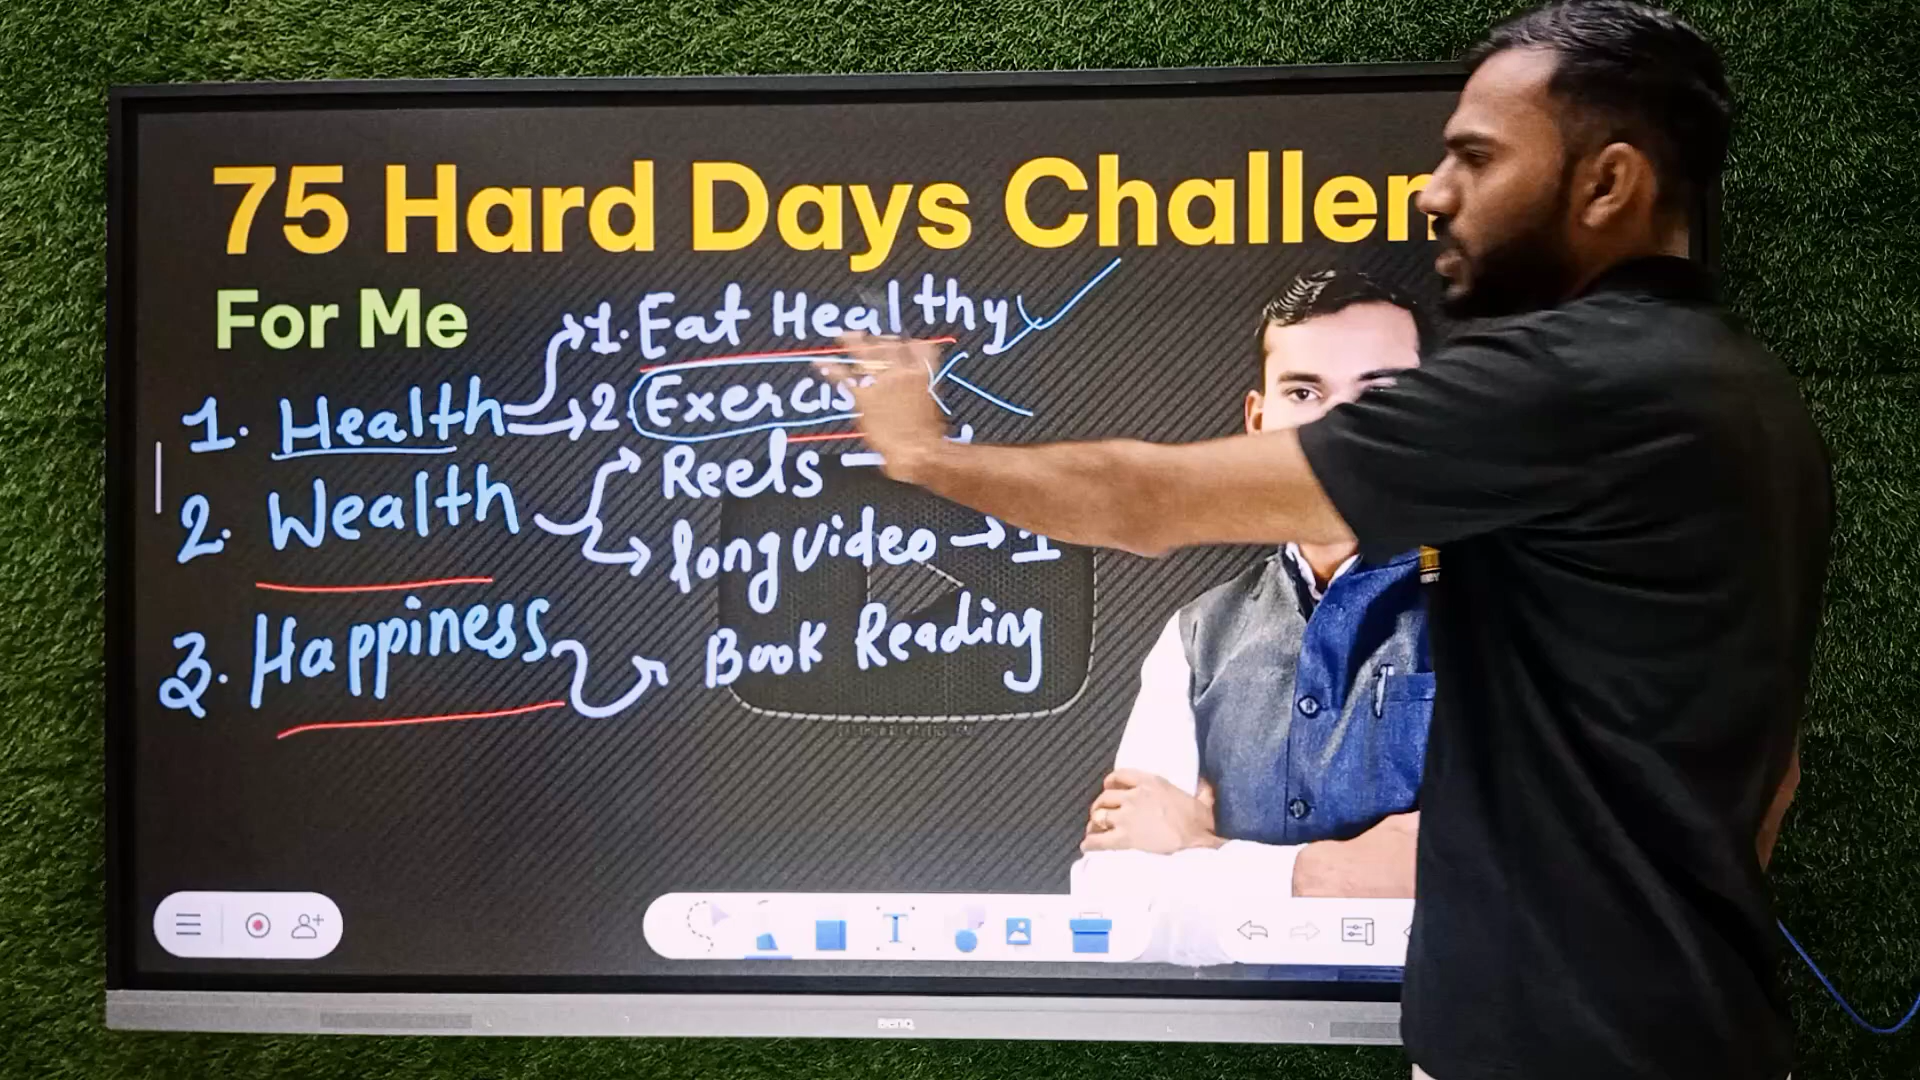 75 Hard Days Challen
For Me
1. Eat Healthy
1. Health
2. Exercis
Reels –
2. Wealth
long video → 1
3. Happiness
Book Reading
T
BenQ